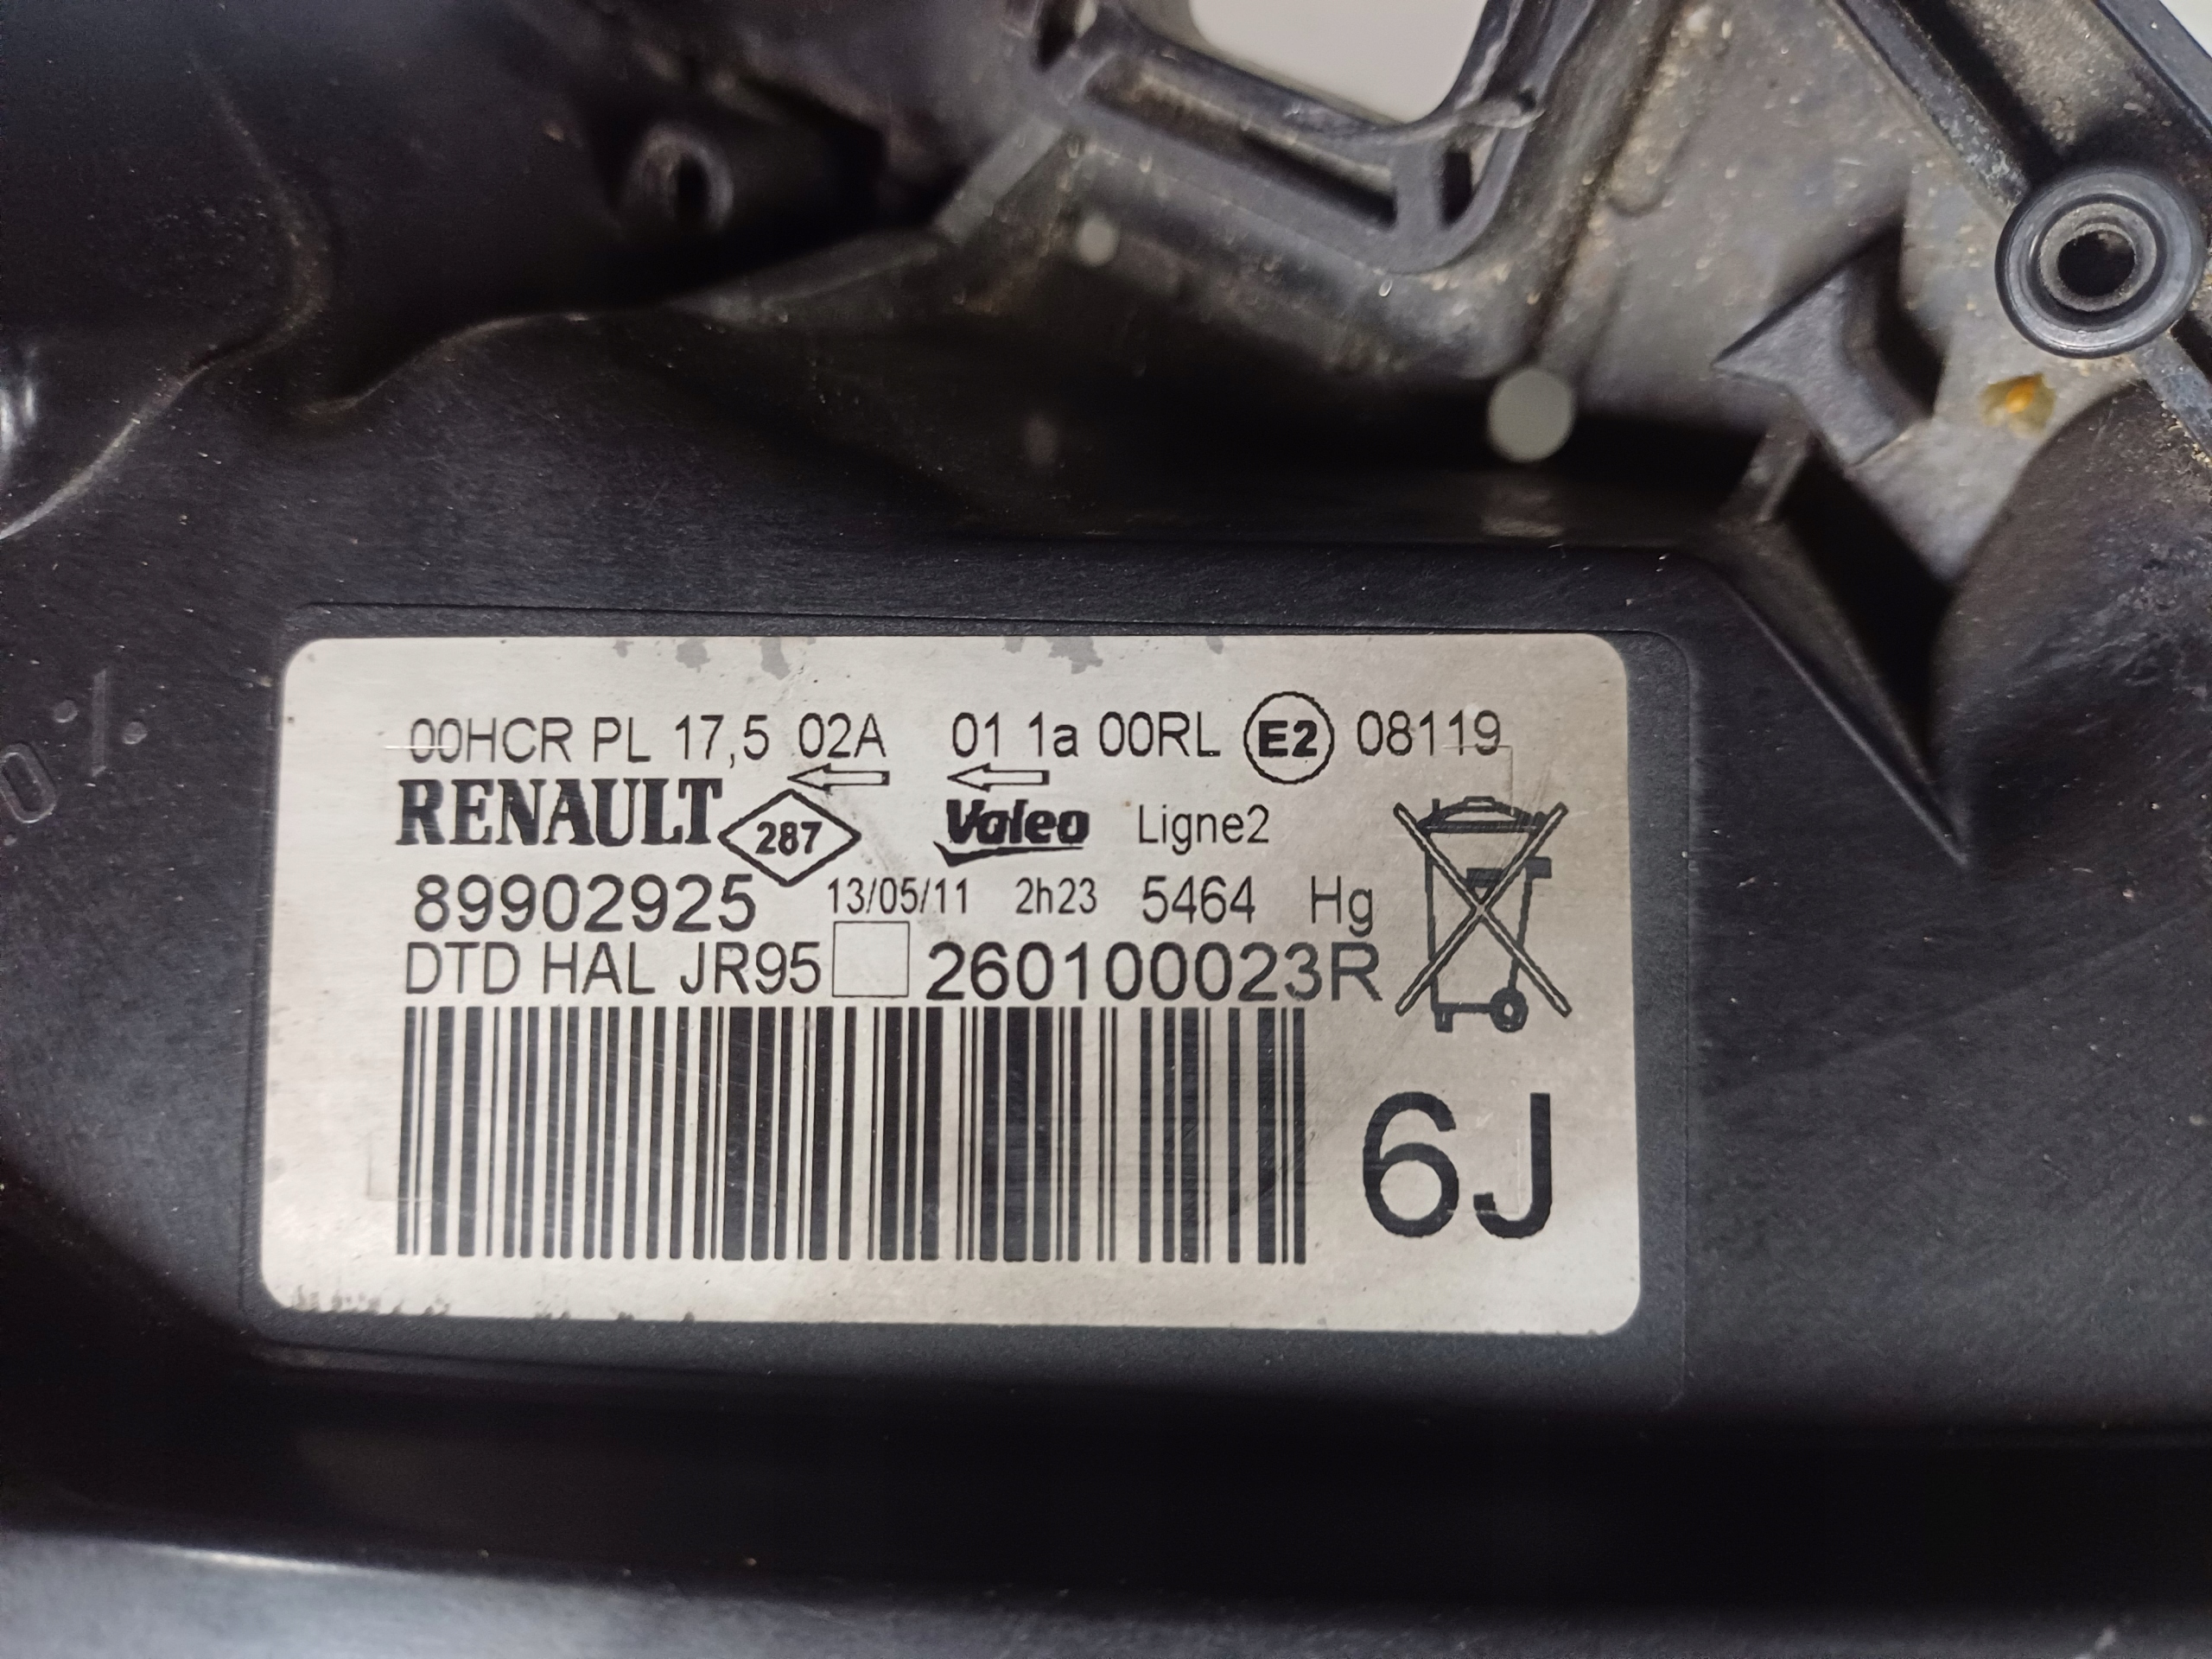 00HCR PL 17,5 02A 01 1a 00RL E2 08119
RENAULT 287 Valeo Ligne2
89902925 13/05/11 2h23 5464 Hg
DTD HAL JR95 260100023R
6J